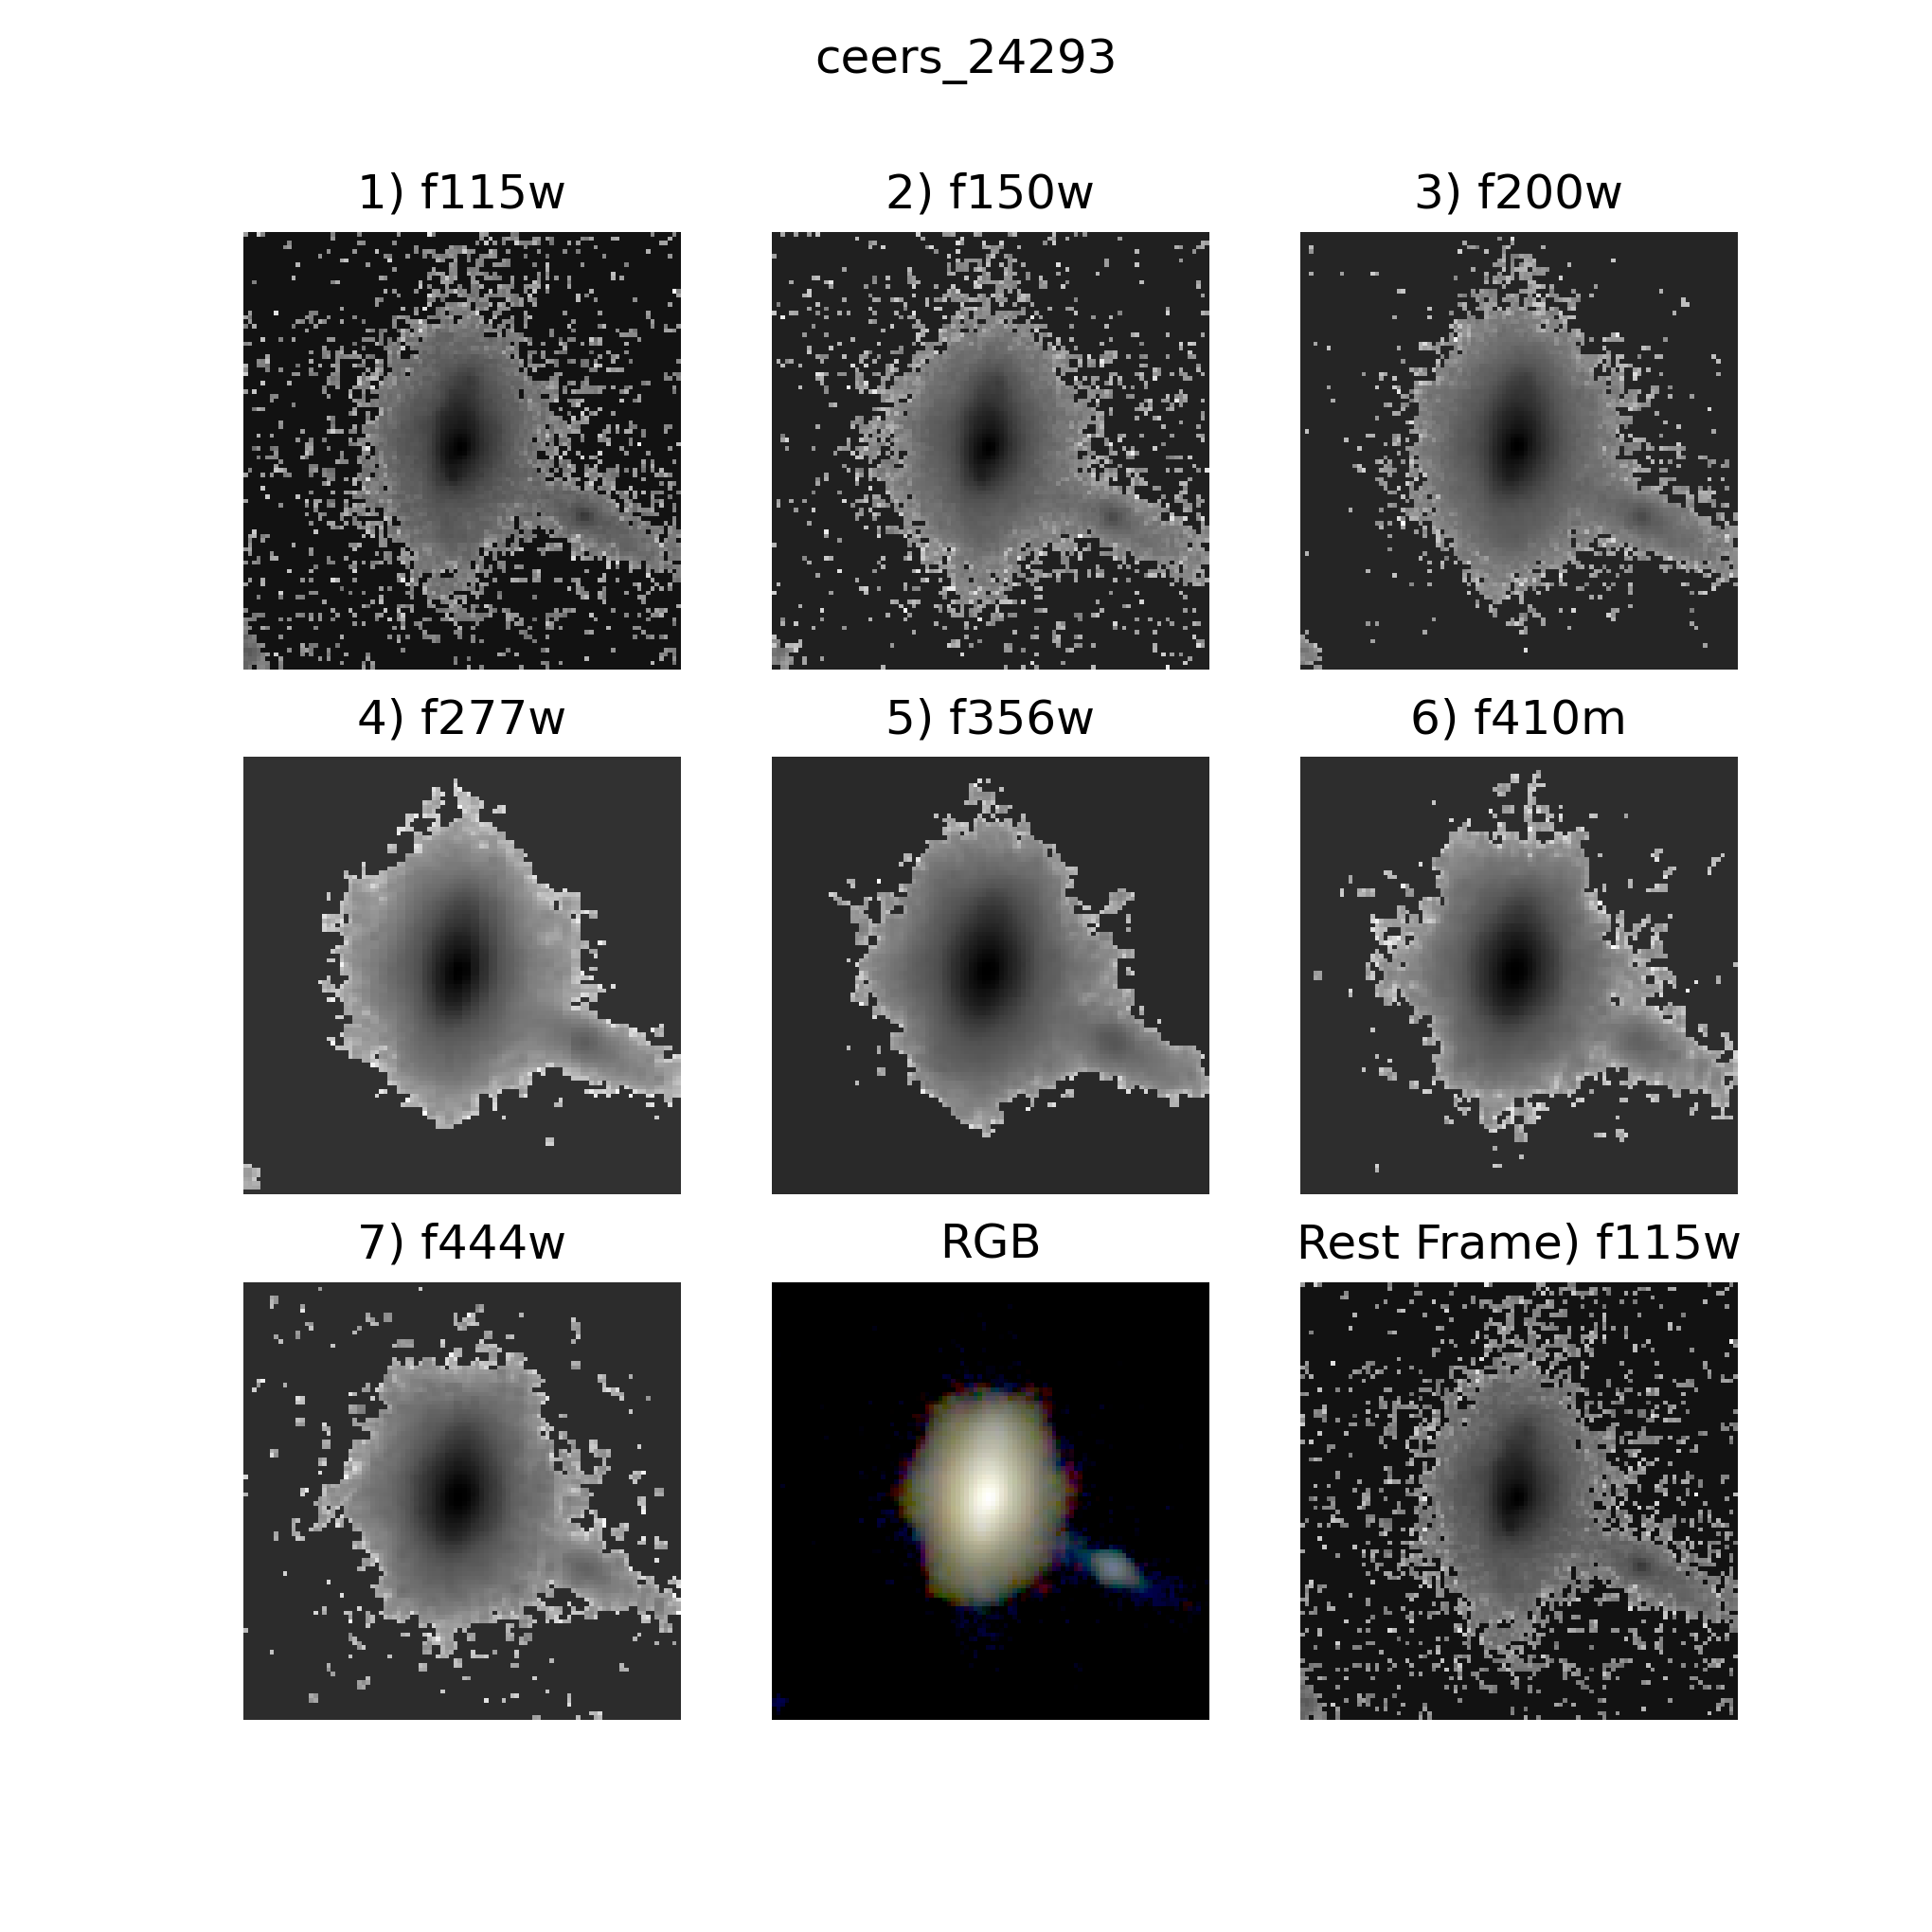 ceers_24293
1) f115w
2) f150w
3) f200w
4) f277w
5) f356w
6) f410m
7) f444w
RGB
Rest Frame) f115w